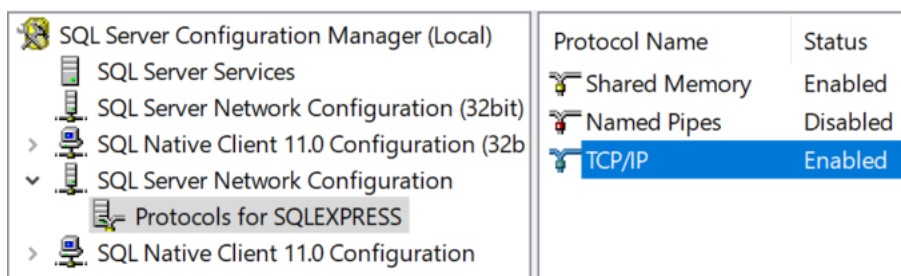 SQL Server Configuration Manager (Local)
SQL Server Services
SQL Server Network Configuration (32bit)
SQL Native Client 11.0 Configuration (32b
SQL Server Network Configuration
Protocols for SQLEXPRESS
SQL Native Client 11.0 Configuration
Protocol Name Status
Shared Memory Enabled
Named Pipes Disabled
TCP/IP Enabled